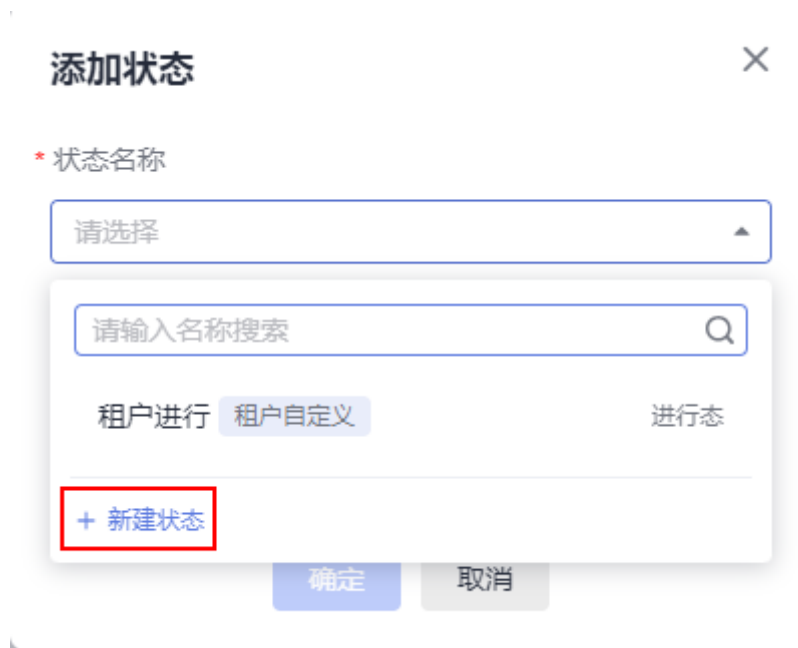 添加状态
* 状态名称
请选择
请输入名称搜索
租户进行 租户自定义 进行态
+ 新建状态
确定 取消